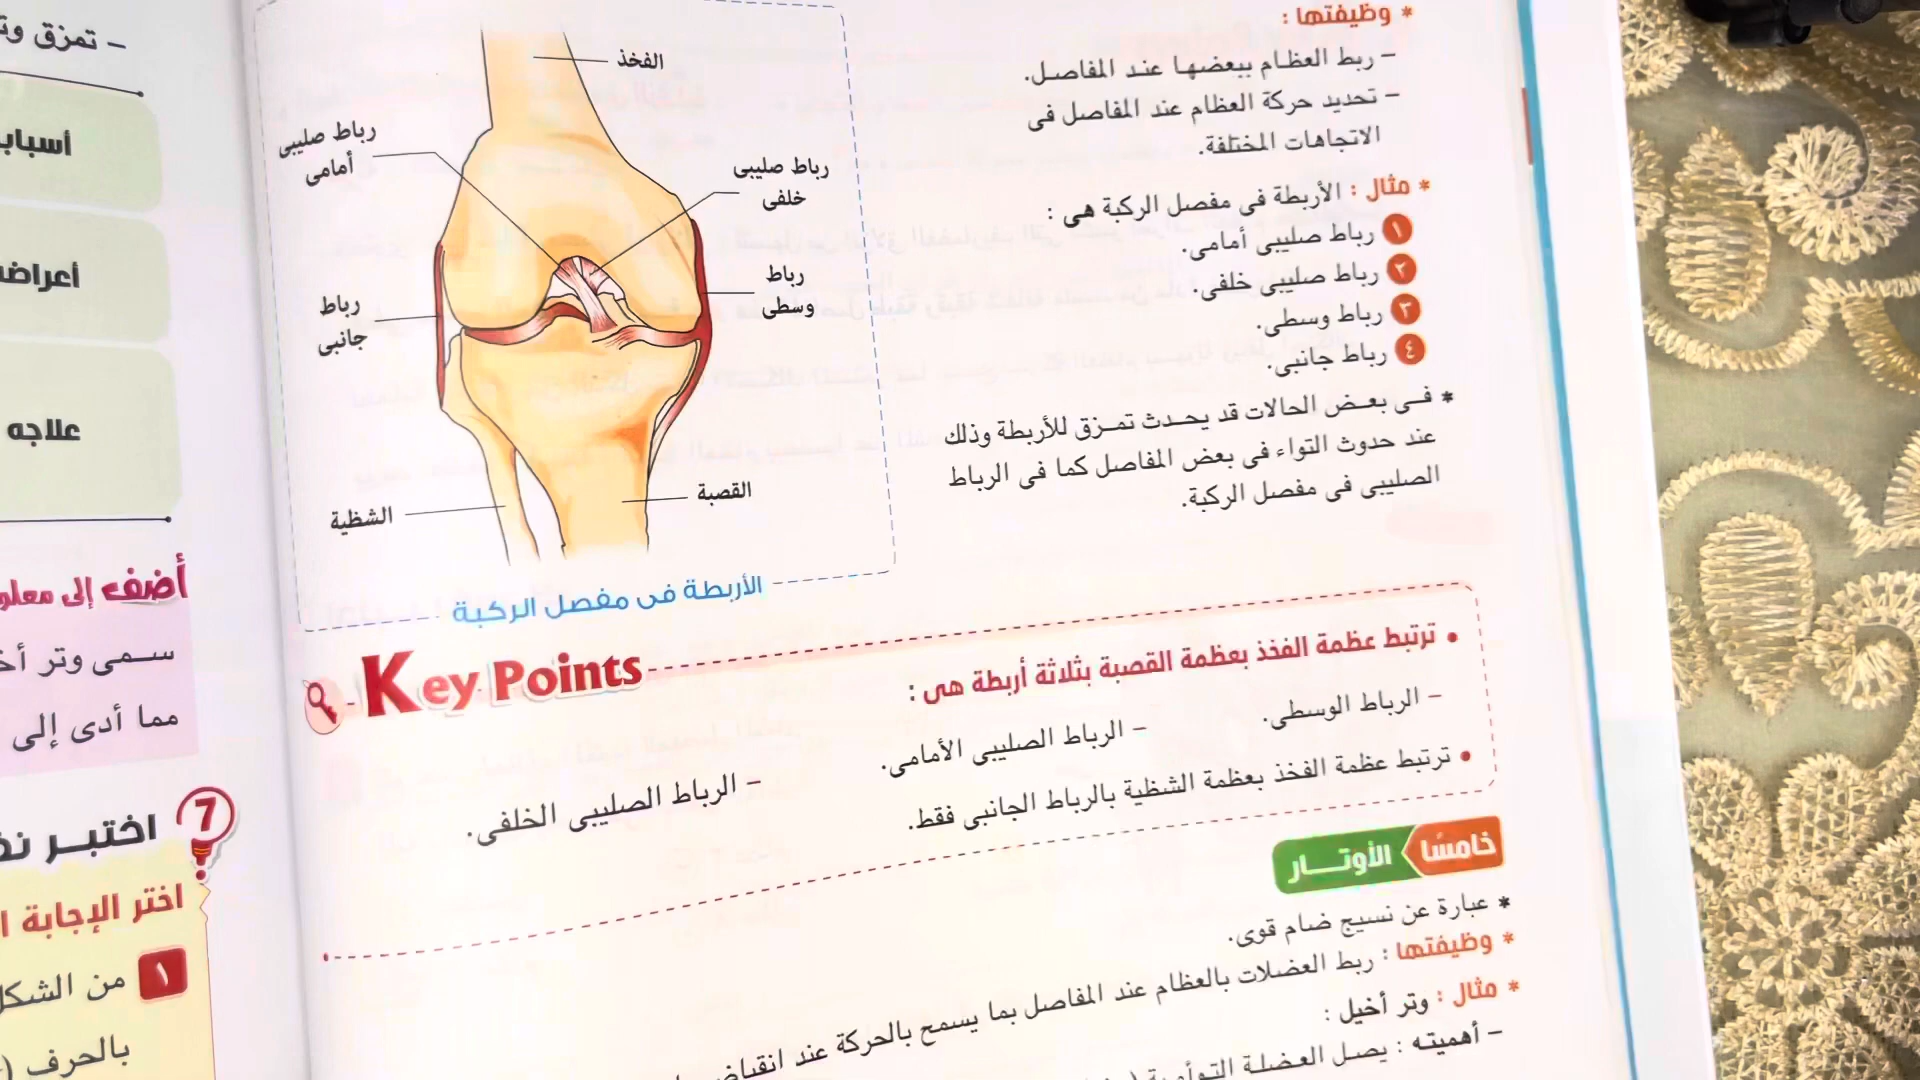 * وظيفتها :
– ربط العظام ببعضها عند المفاصل.
– تحديد حركة العظام عند المفاصل فى
الاتجاهات المختلفة.
* مثال : الأربطة فى مفصل الركبة هى :
١ رباط صليبى أمامى.
٢ رباط صليبى خلفى.
٣ رباط وسطى.
٤ رباط جانبى.
* فى بعض الحالات قد يحدث تمزق للأربطة وذلك
عند حدوث التواء فى بعض المفاصل كما فى الرباط
الصليبى فى مفصل الركبة.
الفخذ
رباط صليبى
أمامى
رباط صليبى
خلفى
رباط
وسطى
رباط
جانبى
القصبة
الشظية
الأربطة فى مفصل الركبة
Key Points
• ترتبط عظمة الفخذ بعظمة القصبة بثلاثة أربطة هى :
– الرباط الوسطى. – الرباط الصليبى الأمامى. – الرباط الصليبى الخلفى.
• ترتبط عظمة الفخذ بعظمة الشظية بالرباط الجانبى فقط.
خامسًا الأوتـــار
* عبارة عن نسيج ضام قوى.
* وظيفتها : ربط العضلات بالعظام عند المفاصل بما يسمح بالحركة عند
* مثال : وتر أخيل :
– أهميته : يصل العضلة التوأمية
– تمزق
علاجه
أضف إلى
سمى وتر
مما أدى إلى
7 اختبر
اختر الإجابة
١ من الشكل
بالحرف (